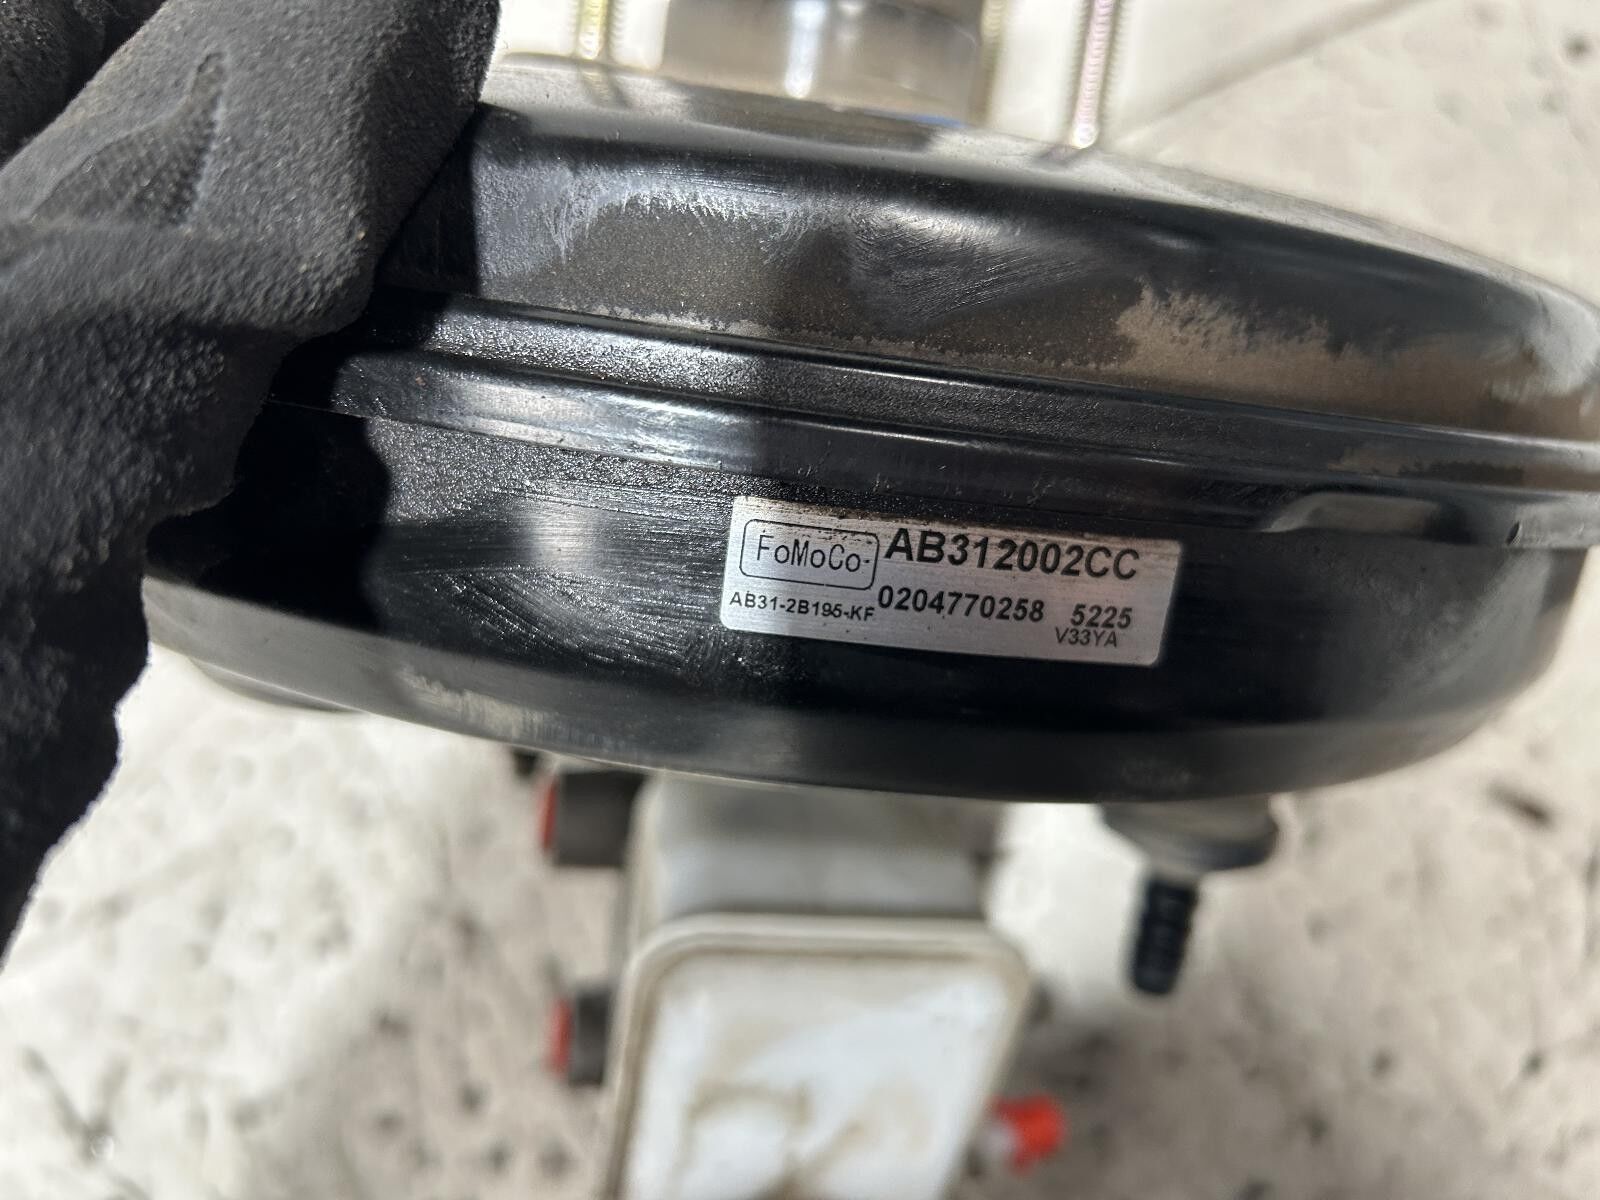 FoMoCo AB312002CC
AB31-2B195-KF 0204770258 5225
V33YA